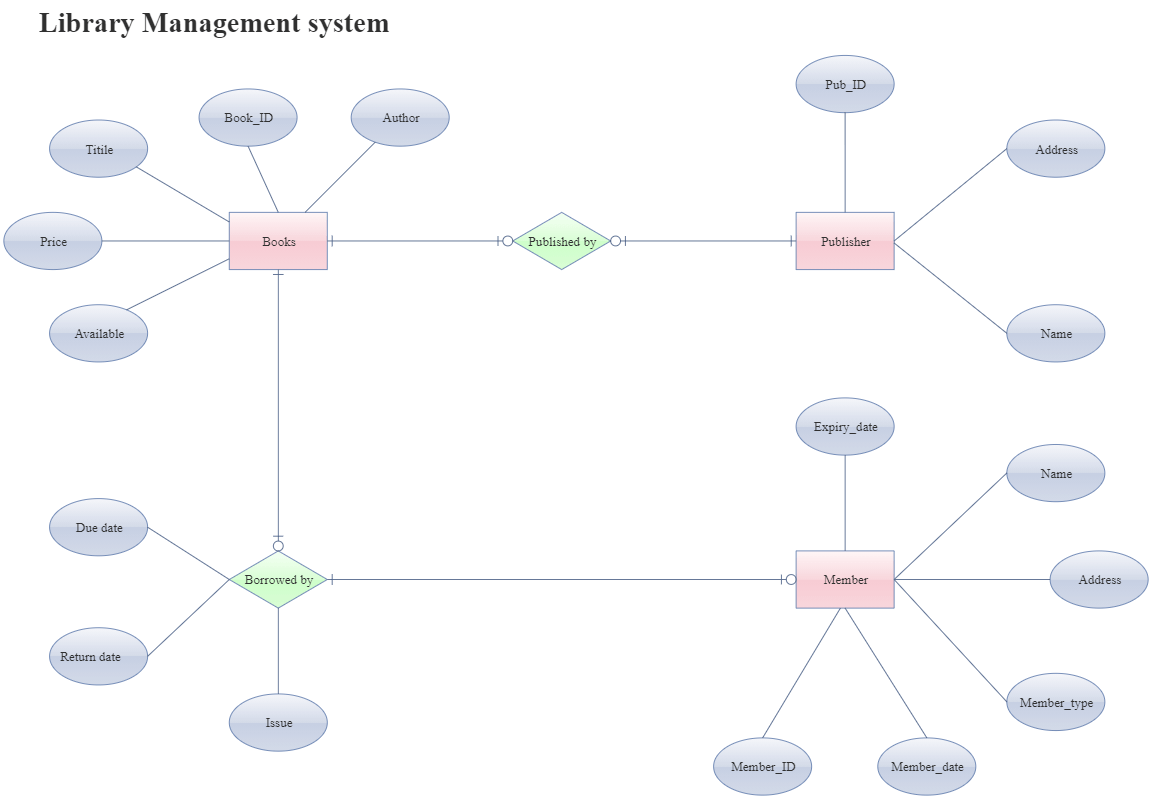 Library Management system
Pub_ID
Book_ID
Author
Titile
Address
Price
Books
Published by
Publisher
Available
Name
Expiry_date
Name
Due date
Borrowed by
Member
Address
Return date
Member_type
Issue
Member_ID
Member_date